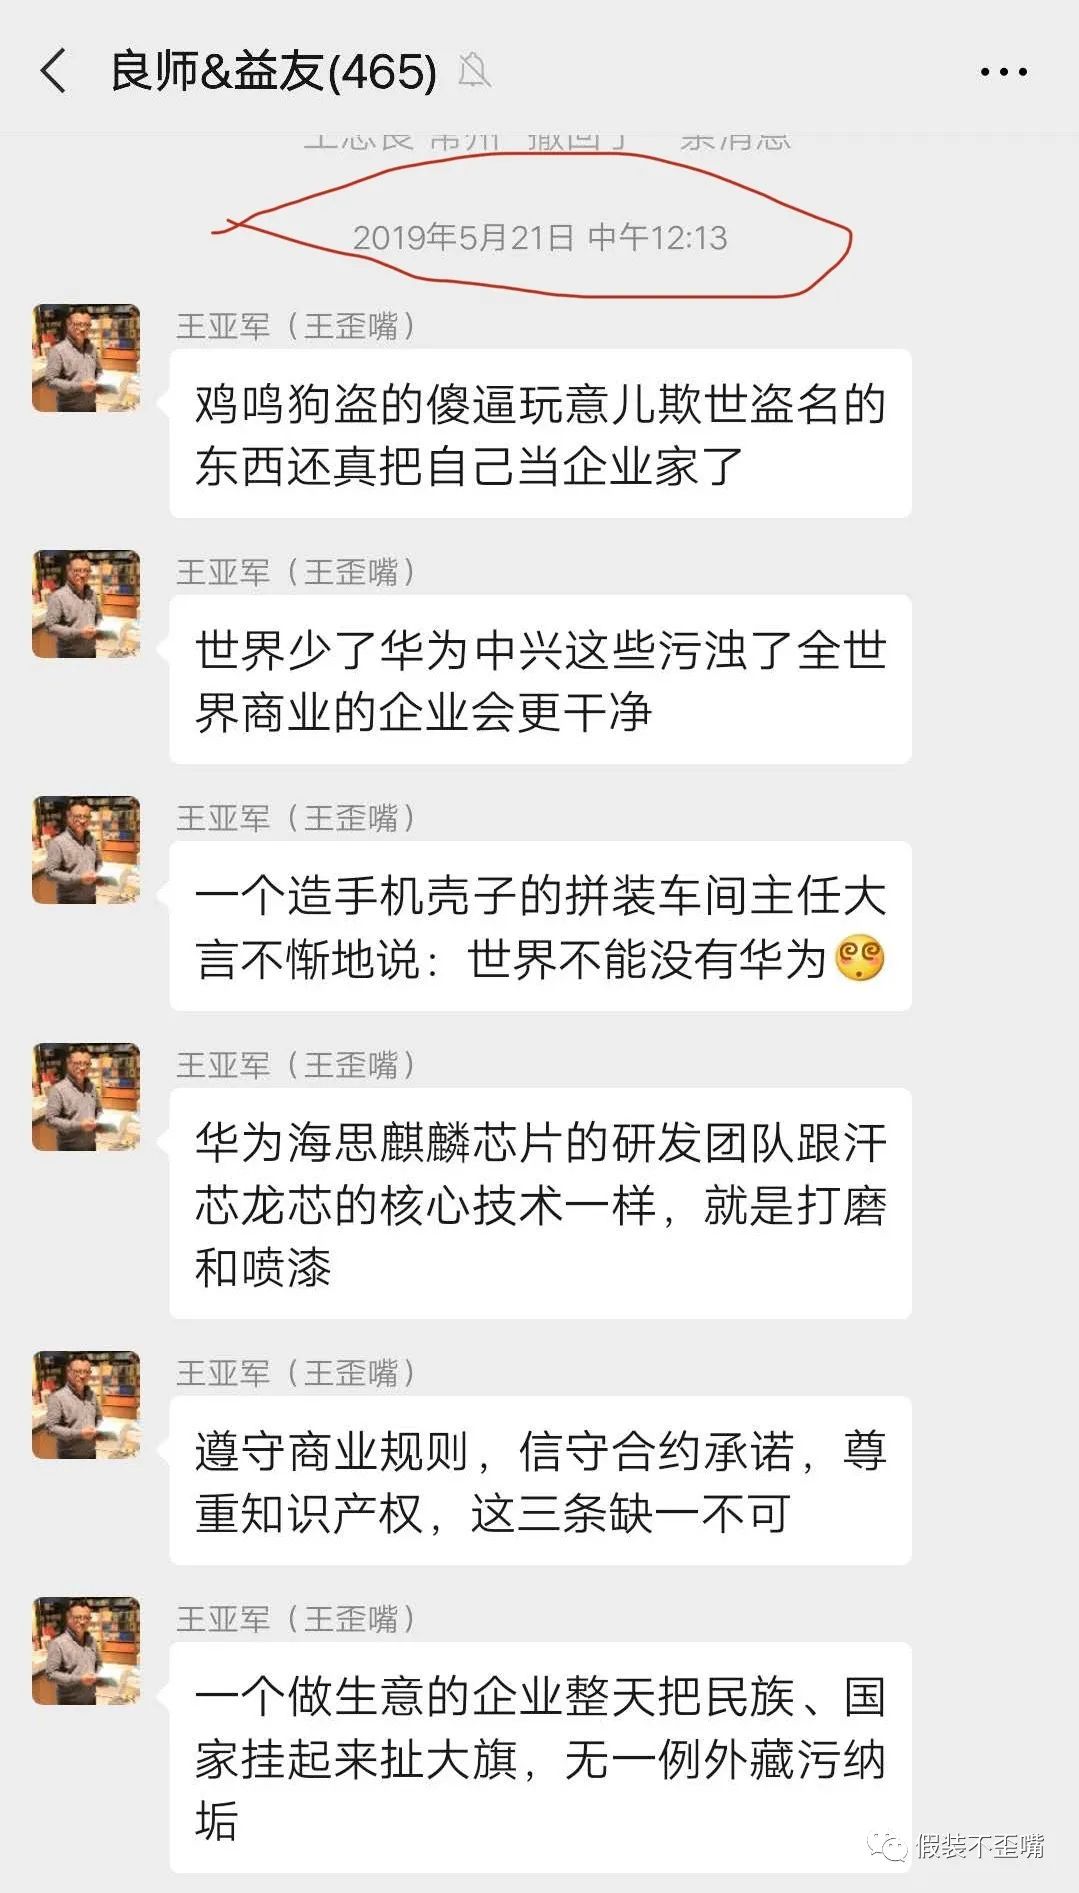 良师&益友(465)
撤回了一条消息
2019年5月21日 中午12:13
王亚军（王歪嘴）
鸡鸣狗盗的傻逼玩意儿欺世盗名的
东西还真把自己当企业家了
王亚军（王歪嘴）
世界少了华为中兴这些污浊了全世
界商业的企业会更干净
王亚军（王歪嘴）
一个造手机壳子的拼装车间主任大
言不惭地说：世界不能没有华为
王亚军（王歪嘴）
华为海思麒麟芯片的研发团队跟汗
芯龙芯的核心技术一样，就是打磨
和喷漆
王亚军（王歪嘴）
遵守商业规则，信守合约承诺，尊
重知识产权，这三条缺一不可
王亚军（王歪嘴）
一个做生意的企业整天把民族、国
家挂起来扯大旗，无一例外藏污纳
垢
假装不歪嘴